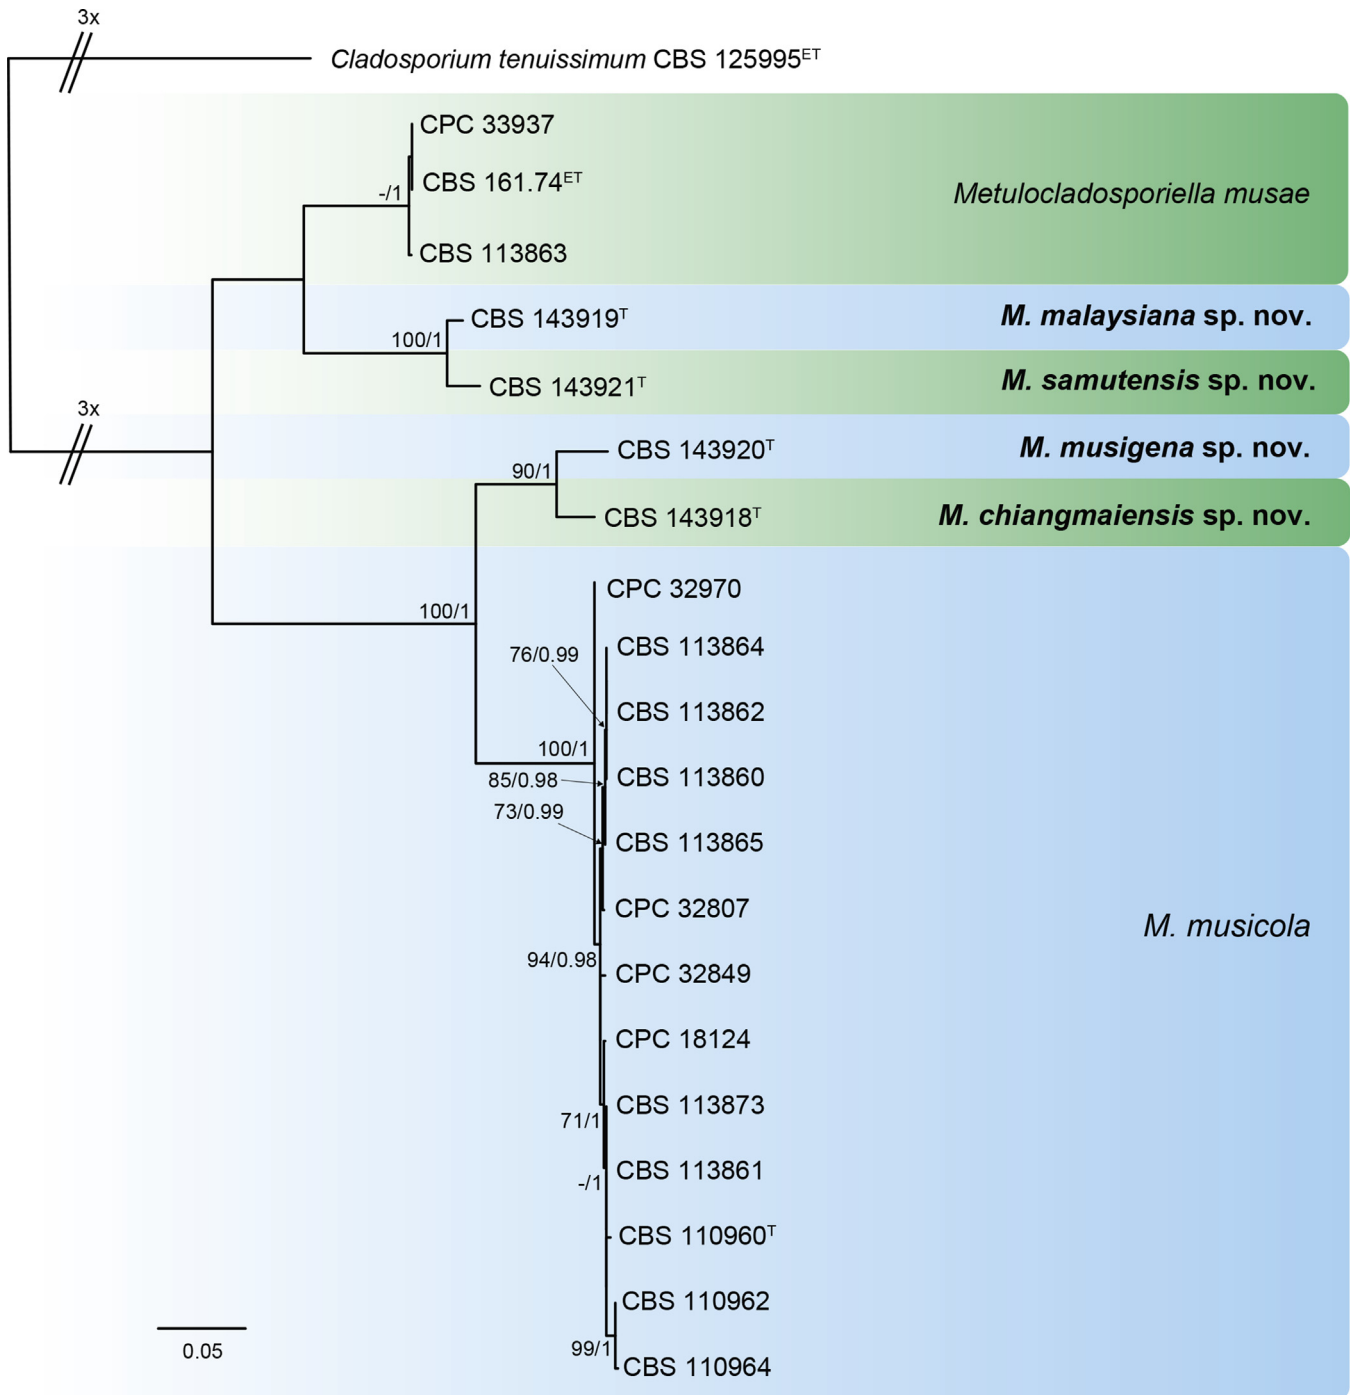 3x
Cladosporium tenuissimum CBS 125995ET
CPC 33937
-/1
CBS 161.74ET
Metulocladosporiella musae
CBS 113863
CBS 143919T
M. malaysiana sp. nov.
100/1
CBS 143921T
M. samutensis sp. nov.
3x
CBS 143920T
M. musigena sp. nov.
90/1
CBS 143918T
M. chiangmaiensis sp. nov.
CPC 32970
100/1
CBS 113864
76/0.99
CBS 113862
100/1
CBS 113860
85/0.98
73/0.99
CBS 113865
CPC 32807
M. musicola
94/0.98
CPC 32849
CPC 18124
CBS 113873
71/1
CBS 113861
-/1
CBS 110960T
CBS 110962
0.05
99/1
CBS 110964